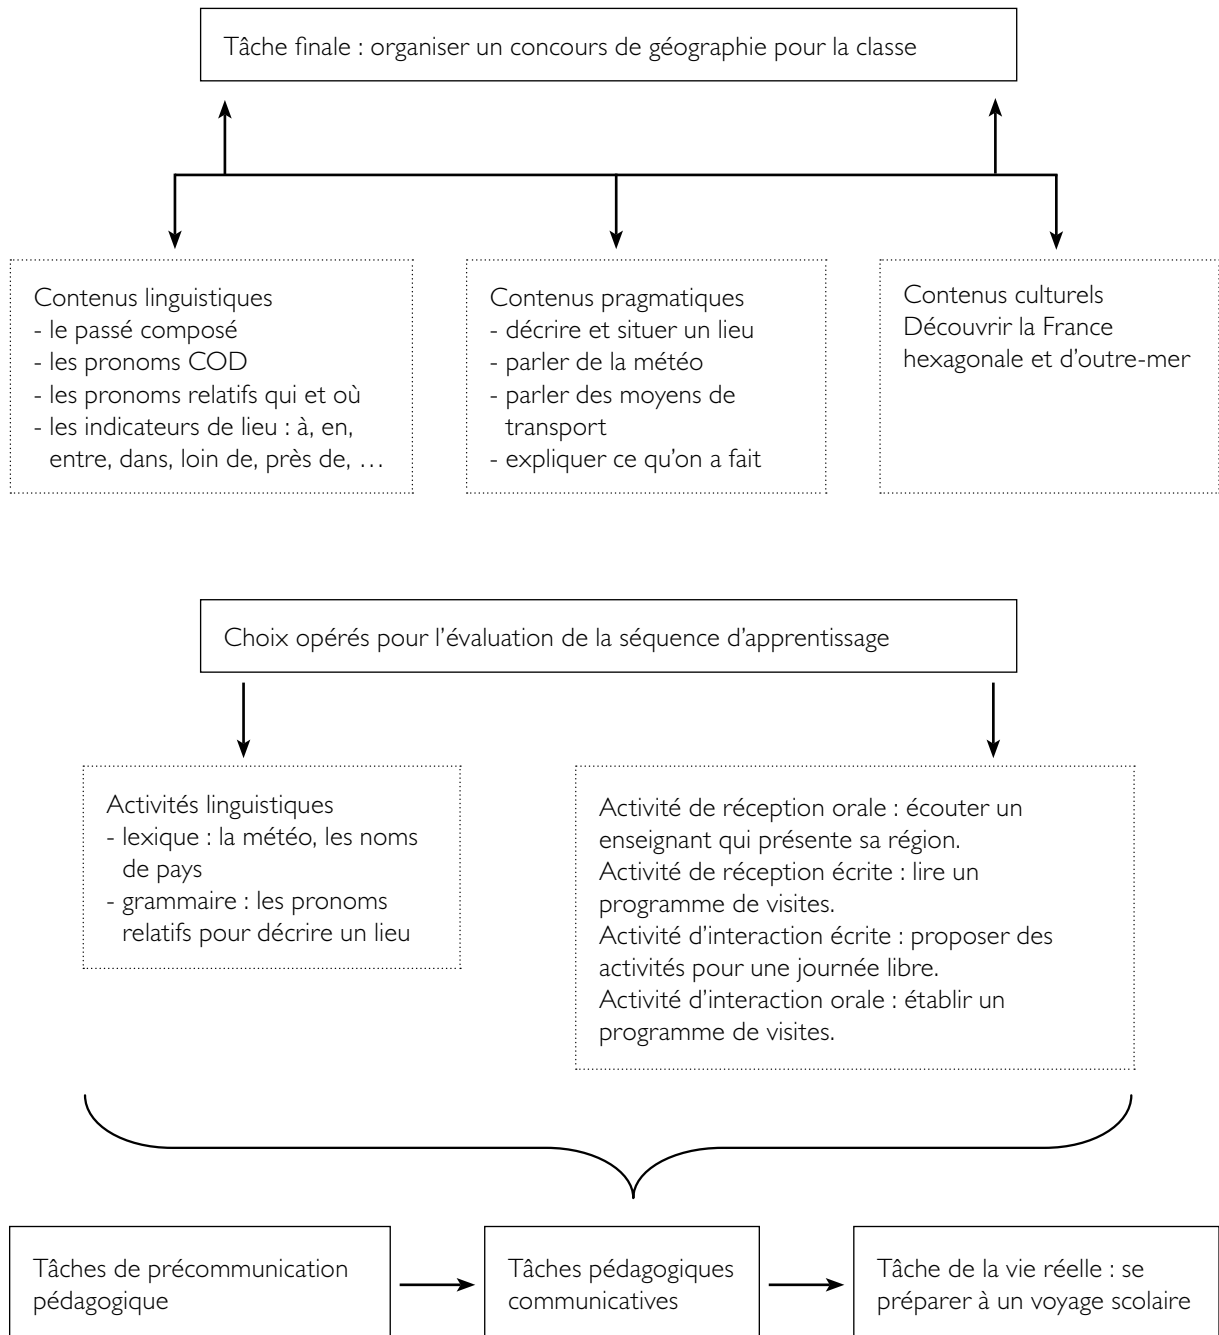 Tâche finale : organiser un concours de géographie pour la classe
Contenus linguistiques
- le passé composé
- les pronoms COD
- les pronoms relatifs qui et où
- les indicateurs de lieu : à, en,
entre, dans, loin de, près de, …
Contenus pragmatiques
- décrire et situer un lieu
- parler de la météo
- parler des moyens de
transport
- expliquer ce qu'on a fait
Contenus culturels
Découvrir la France
hexagonale et d'outre-mer
Choix opérés pour l'évaluation de la séquence d'apprentissage
Activités linguistiques
- lexique : la météo, les noms
de pays
- grammaire : les pronoms
relatifs pour décrire un lieu
Activité de réception orale : écouter un
enseignant qui présente sa région.
Activité de réception écrite : lire un
programme de visites.
Activité d'interaction écrite : proposer des
activités pour une journée libre.
Activité d'interaction orale : établir un
programme de visites.
Tâches de précommunication
pédagogique
Tâches pédagogiques
communicatives
Tâche de la vie réelle : se
préparer à un voyage scolaire